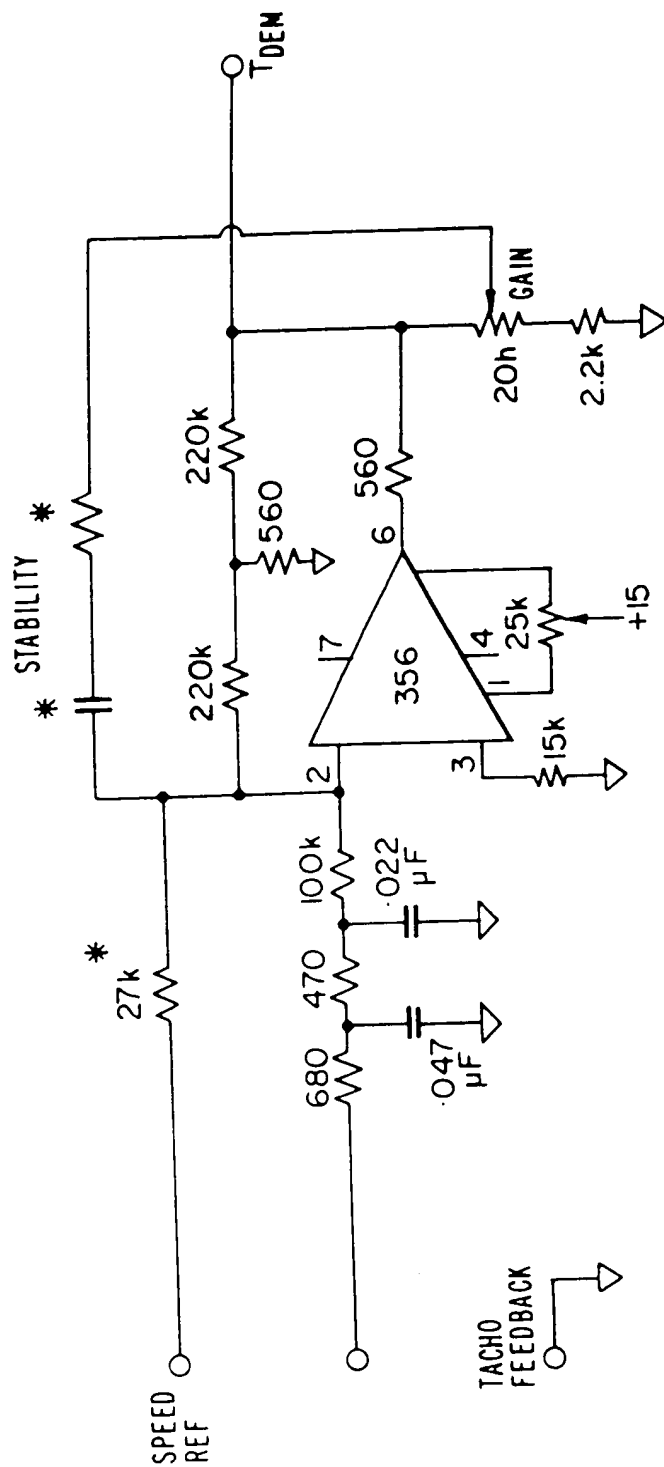 STABILITY
*
*
*
27k
220k
220k
560
T DEM
SPEED
REF
680
470
100k
.047
µF
.022
µF
2
3
7
356
6
4
1
560
25k
+15
15k
GAIN
20h
2.2k
TACHO
FEEDBACK